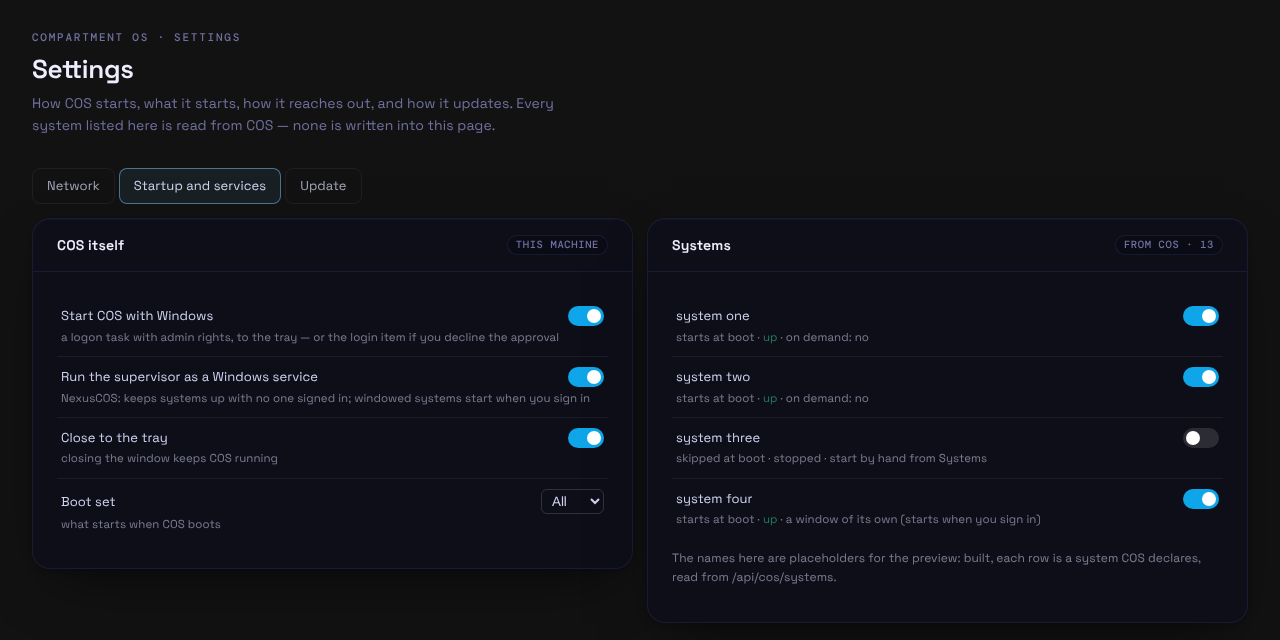 COMPARTMENT OS · SETTINGS
Settings
How COS starts, what it starts, how it reaches out, and how it updates. Every
system listed here is read from COS — none is written into this page.
Network
Startup and services
Update
COS itself
THIS MACHINE
Start COS with Windows
a logon task with admin rights, to the tray — or the login item if you decline the approval
Run the supervisor as a Windows service
NexusCOS: keeps systems up with no one signed in; windowed systems start when you sign in
Close to the tray
closing the window keeps COS running
Boot set
All
what starts when COS boots
Systems
FROM COS · 13
system one
starts at boot · up · on demand: no
system two
starts at boot · up · on demand: no
system three
skipped at boot · stopped · start by hand from Systems
system four
starts at boot · up · a window of its own (starts when you sign in)
The names here are placeholders for the preview: built, each row is a system COS declares,
read from /api/cos/systems.